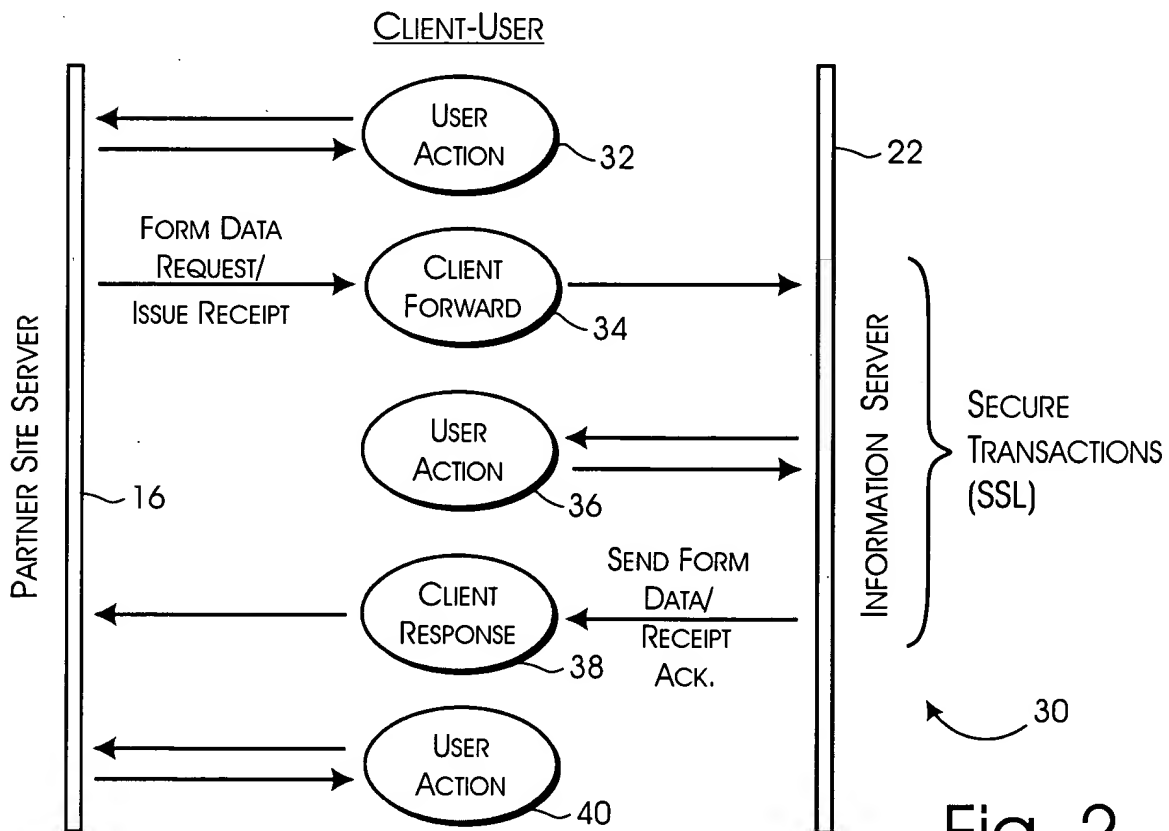 CLIENT-USER
USER
ACTION
32
22
FORM DATA
REQUEST/
ISSUE RECEIPT
CLIENT
FORWARD
34
PARTNER SITE SERVER
16
USER
ACTION
36
INFORMATION SERVER
SECURE
TRANSACTIONS
(SSL)
SEND FORM
DATA/
RECEIPT
ACK.
CLIENT
RESPONSE
38
30
USER
ACTION
40
Fig. 2